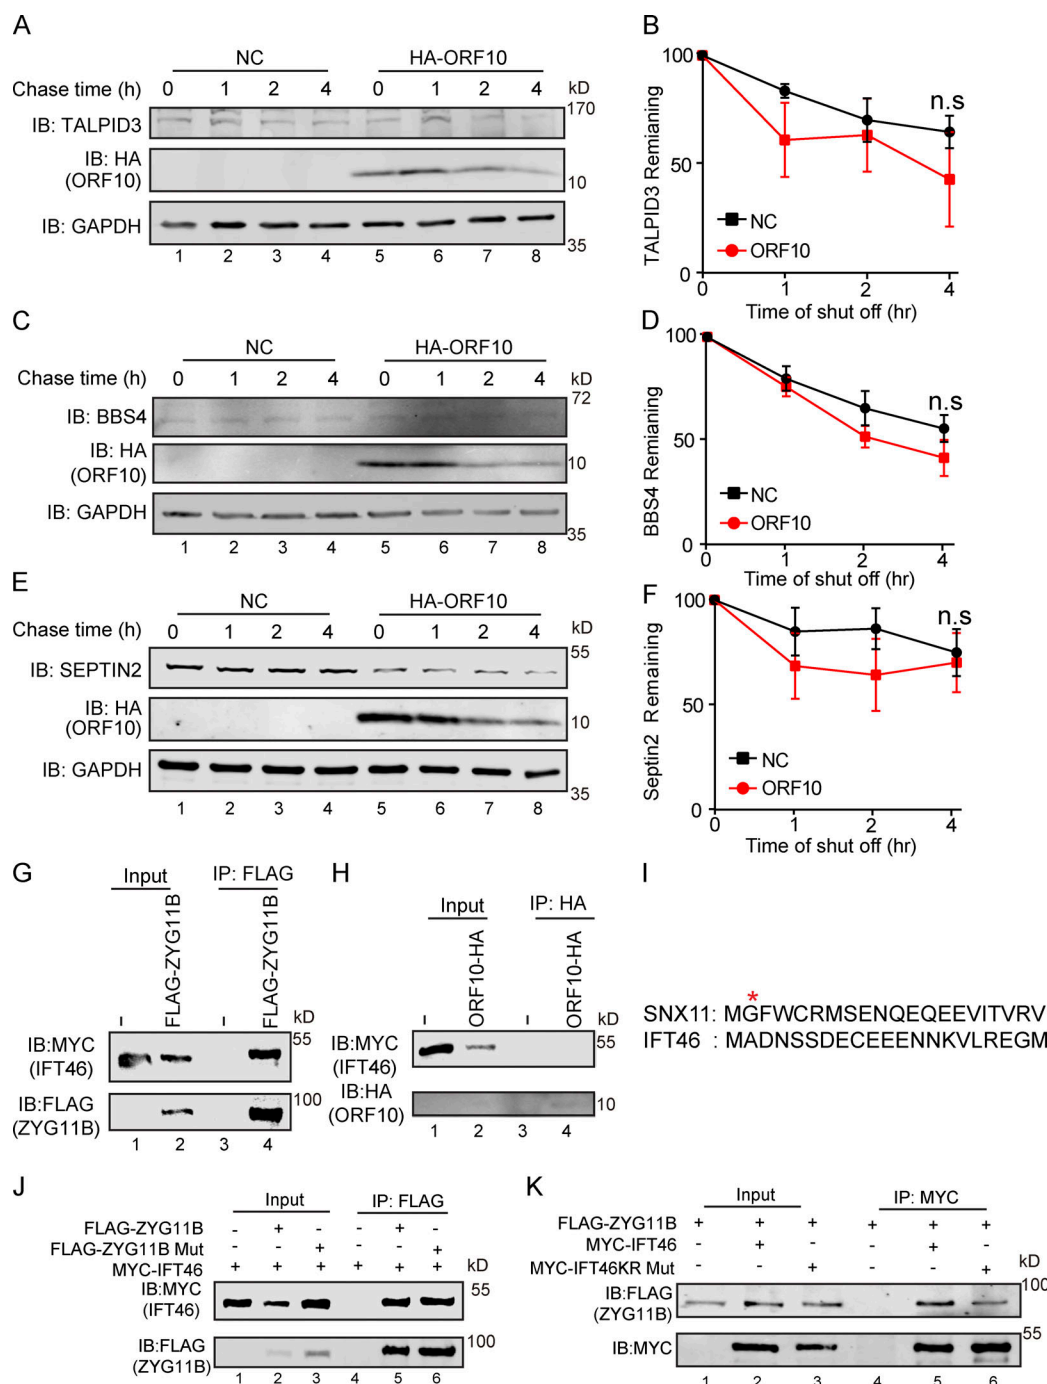 A
NC HA-ORF10
Chase time (h) 0 1 2 4 0 1 2 4 kD
IB: TALPID3 170
IB: HA
(ORF10) 10
IB: GAPDH
35
1 2 3 4 5 6 7 8
B
100
50
0
TALPID3 Remianing
n.s
NC
ORF10
0 1 2 4
Time of shut off (hr)
C
NC HA-ORF10
Chase time (h) 0 1 2 4 0 1 2 4 kD
72
IB: BBS4
IB: HA
(ORF10) 10
IB: GAPDH
35
1 2 3 4 5 6 7 8
D
100
50
0
BBS4 Remianing
n.s
NC
ORF10
0 1 2 4
Time of shut off (hr)
E
NC HA-ORF10
Chase time (h) 0 1 2 4 0 1 2 4 kD
55
IB: SEPTIN2
IB: HA
(ORF10) 10
IB: GAPDH
35
1 2 3 4 5 6 7 8
F
100
50
0
Septin2 Remaining
n.s
NC
ORF10
0 1 2 4
Time of shut off (hr)
G
Input IP: FLAG
– FLAG-ZYG11B – FLAG-ZYG11B
kD
IB:MYC 55
(IFT46)
IB:FLAG 100
(ZYG11B)
1 2 3 4
H
Input IP: HA
– ORF10-HA – ORF10-HA
kD
IB:MYC 55
(IFT46)
IB:HA
(ORF10) 10
1 2 3 4
I
*
SNX11: MGFWCRMSENQEQEEVITVRV
IFT46 : MADNSSDECEEENNKVLREGM
J
Input IP: FLAG
FLAG-ZYG11B - + - - + -
FLAG-ZYG11B Mut - - + - - +
MYC-IFT46 + + + + + + kD
IB:MYC 55
(IFT46)
IB:FLAG 100
(ZYG11B)
1 2 3 4 5 6
K
Input IP: MYC
FLAG-ZYG11B + + + + + +
MYC-IFT46 - + - - + -
MYC-IFT46KR Mut - - + - - + kD
IB:FLAG 100
(ZYG11B)
55
IB:MYC
1 2 3 4 5 6